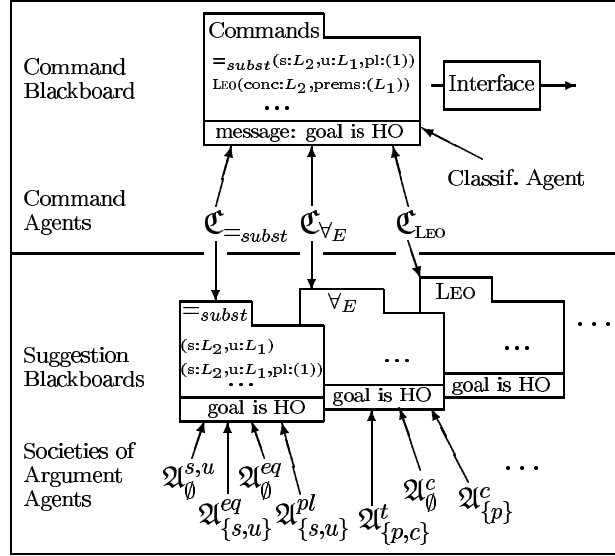 Commands
=subst(s:L2,u:L1,pl:(1))
LEO(conc:L2,prems:(L1))
...
message: goal is HO
Command
Blackboard
Interface
Classif. Agent
Command
Agents
ℭ=subst
ℭ∀E
ℭLEO
Suggestion
Blackboards
=subst
(s:L2,u:L1)
(s:L2,u:L1,pl:(1))
...
goal is HO
∀E
...
goal is HO
LEO
...
goal is HO
...
Societies of
Argument
Agents
𝔄∅^{s,u}
𝔄{s,u}^{eq}
𝔄∅^{eq}
𝔄{s,u}^{pl}
𝔄{p,c}^{t}
𝔄∅^{c}
𝔄{p}^{c}
...